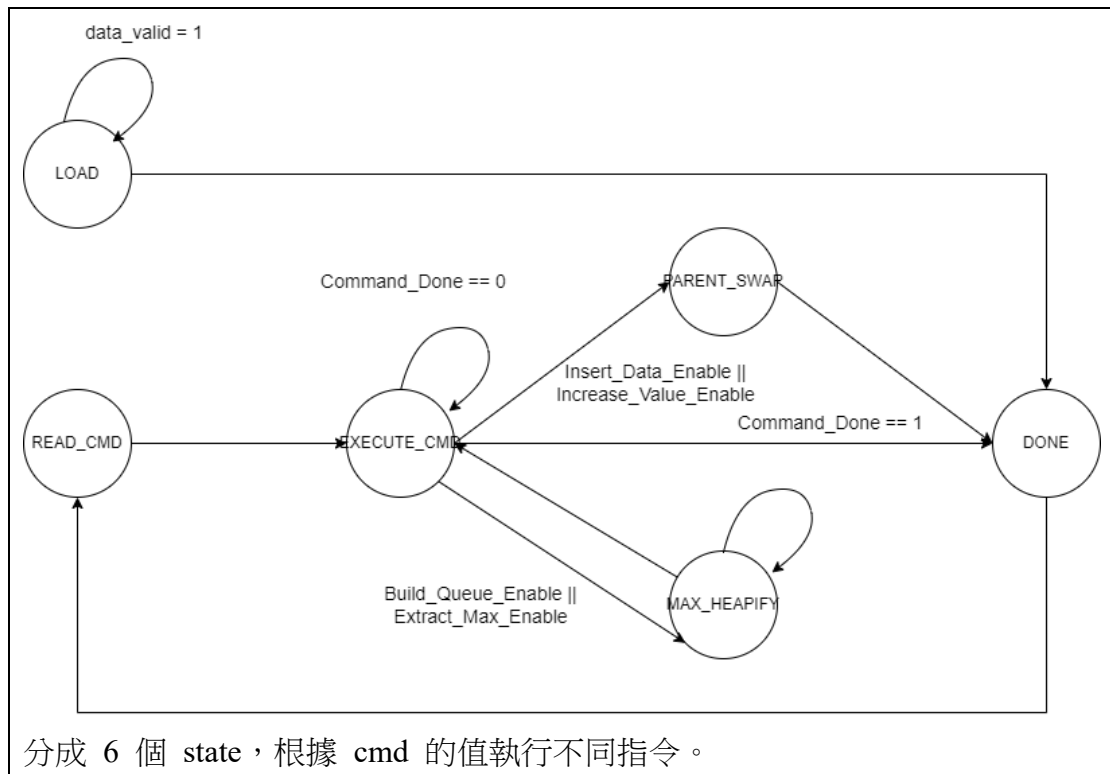 data_valid = 1
LOAD
PARENT_SWAP
Command_Done == 0
Insert_Data_Enable ||
Increase_Value_Enable
Command_Done == 1
READ_CMD
EXECUTE_CMD
DONE
Build_Queue_Enable ||
Extract_Max_Enable
MAX_HEAPIFY
分成 6 個 state，根據 cmd 的值執行不同指令。